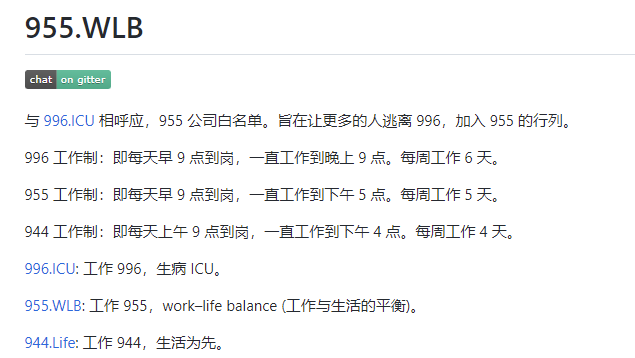 955.WLB
chat on gitter
与 996.ICU 相呼应，955 公司白名单。旨在让更多的人逃离 996，加入 955 的行列。
996 工作制：即每天早 9 点到岗，一直工作到晚上 9 点。每周工作 6 天。
955 工作制：即每天早 9 点到岗，一直工作到下午 5 点。每周工作 5 天。
944 工作制：即每天上午 9 点到岗，一直工作到下午 4 点。每周工作 4 天。
996.ICU: 工作 996，生病 ICU。
955.WLB: 工作 955，work–life balance (工作与生活的平衡)。
944.Life: 工作 944，生活为先。